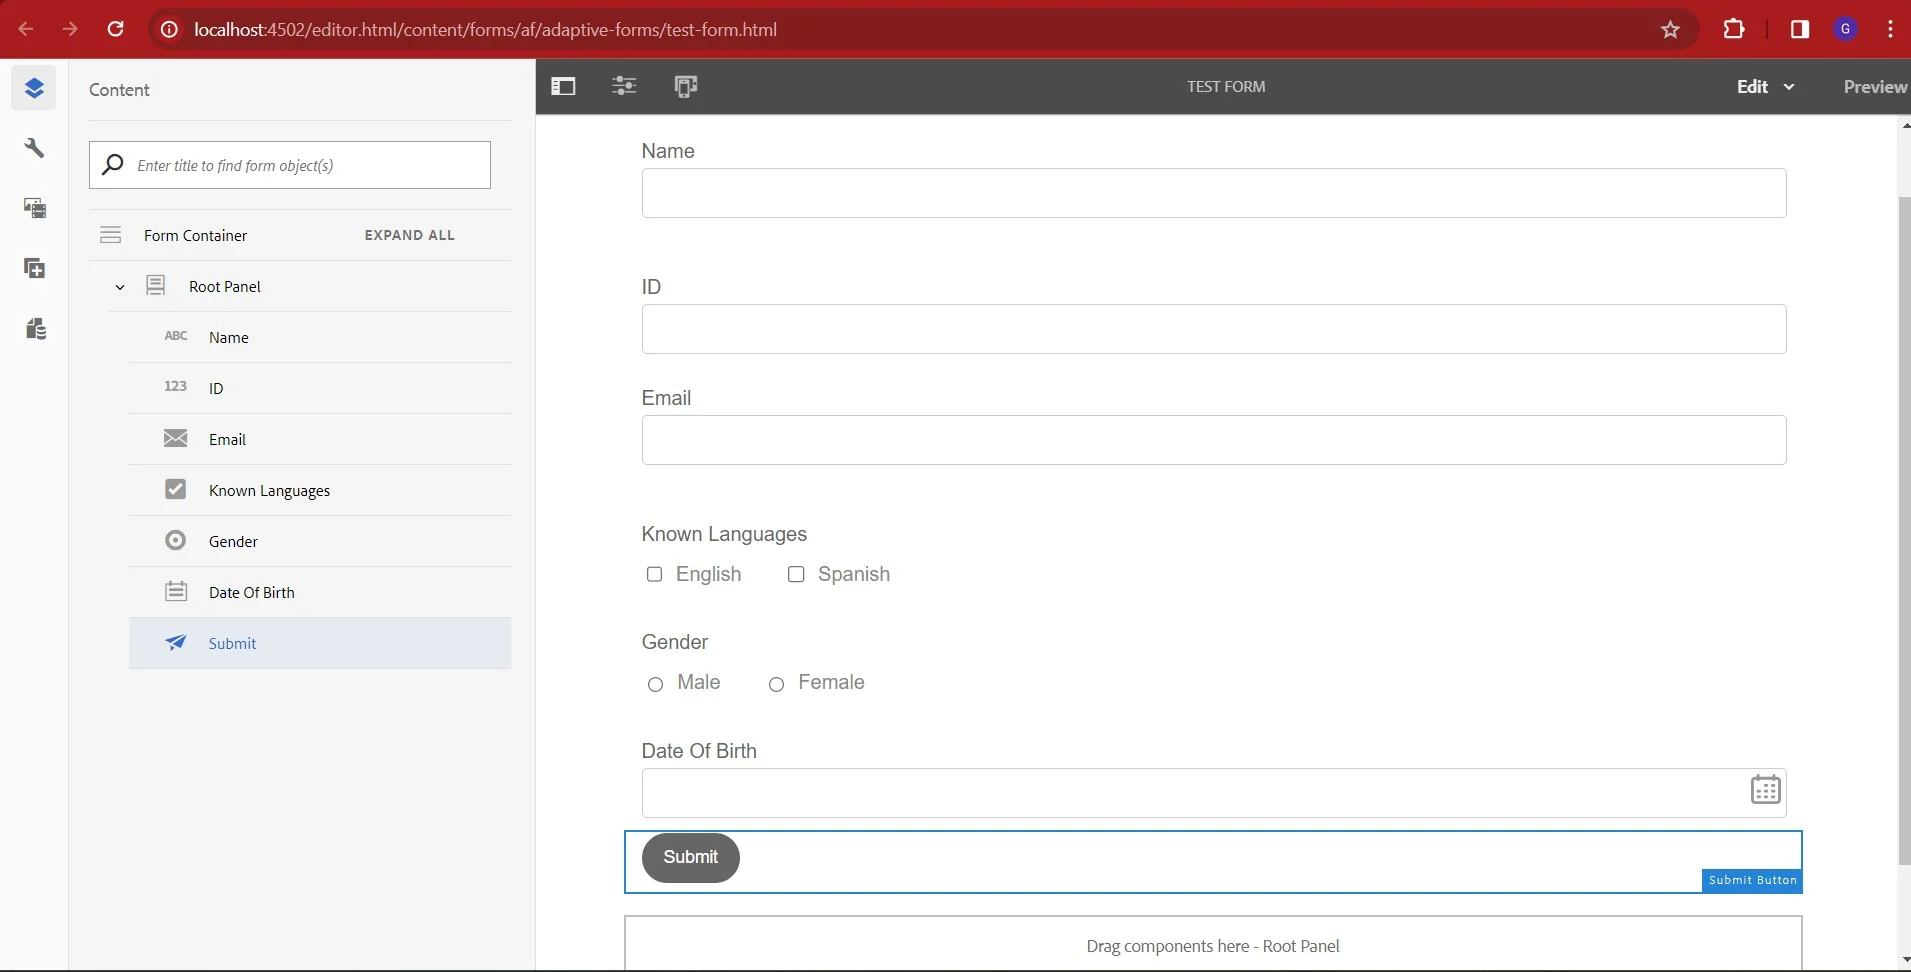 localhost:4502/editor.html/content/forms/af/adaptive-forms/test-form.html
G
Content
Enter title to find form object(s)
Form Container EXPAND ALL
Root Panel
ABC Name
123 ID
Email
Known Languages
Gender
Date Of Birth
Submit
TEST FORM
Edit
Preview
Name
ID
Email
Known Languages
English Spanish
Gender
Male Female
Date Of Birth
Submit
Submit Button
Drag components here - Root Panel